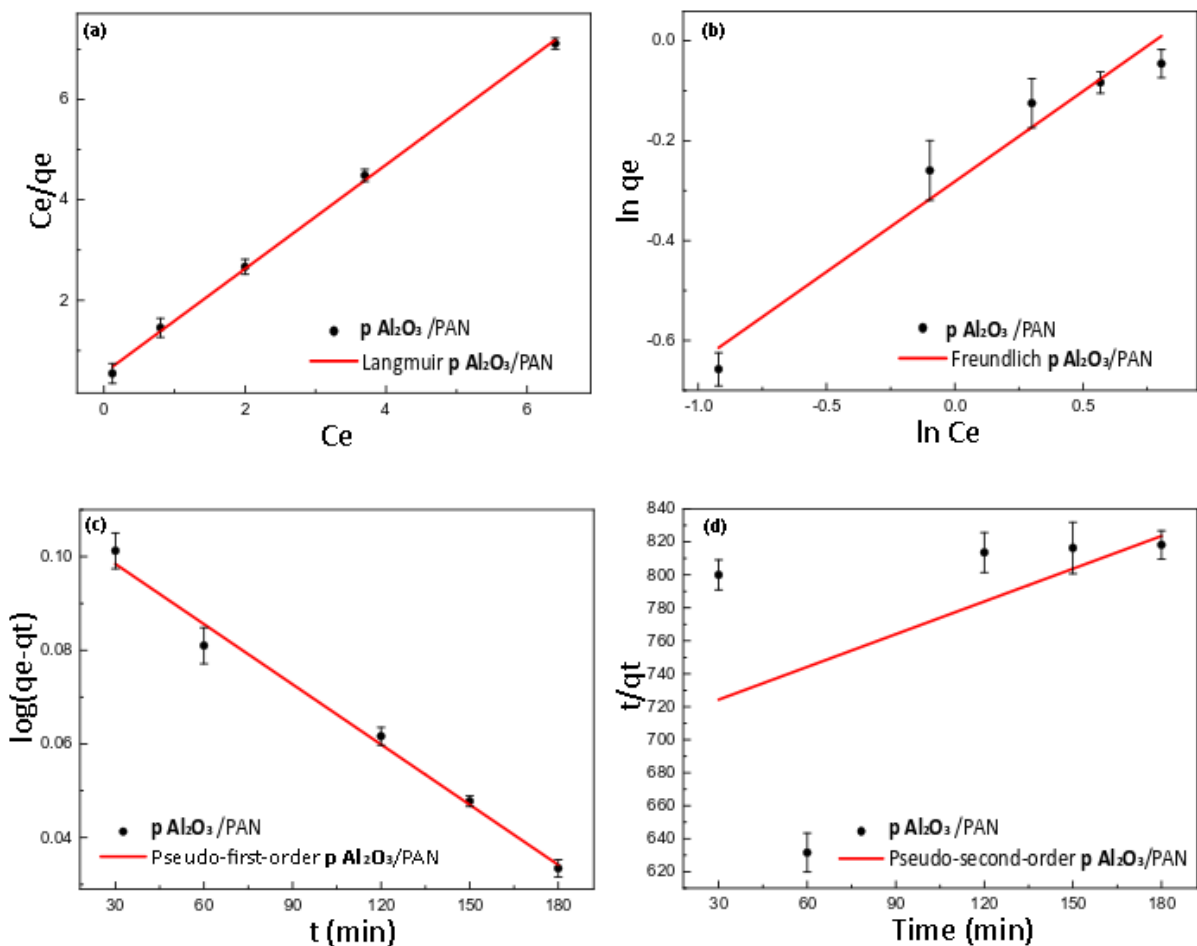 (a)
Ce/qe
6
4
2
p Al₂O₃ /PAN
Langmuir p Al₂O₃/PAN
0 2 4 6
Ce
(b)
ln qe
0.0
-0.2
-0.4
-0.6
p Al₂O₃ /PAN
Freundlich p Al₂O₃/PAN
-1.0 -0.5 0.0 0.5
ln Ce
(c)
log(qe-qt)
0.10
0.08
0.06
0.04
p Al₂O₃ /PAN
Pseudo-first-order p Al₂O₃/PAN
30 60 90 120 150 180
t (min)
(d)
t/qt
840
820
800
780
760
740
720
700
680
660
640
620
p Al₂O₃ /PAN
Pseudo-second-order p Al₂O₃/PAN
30 60 90 120 150 180
Time (min)